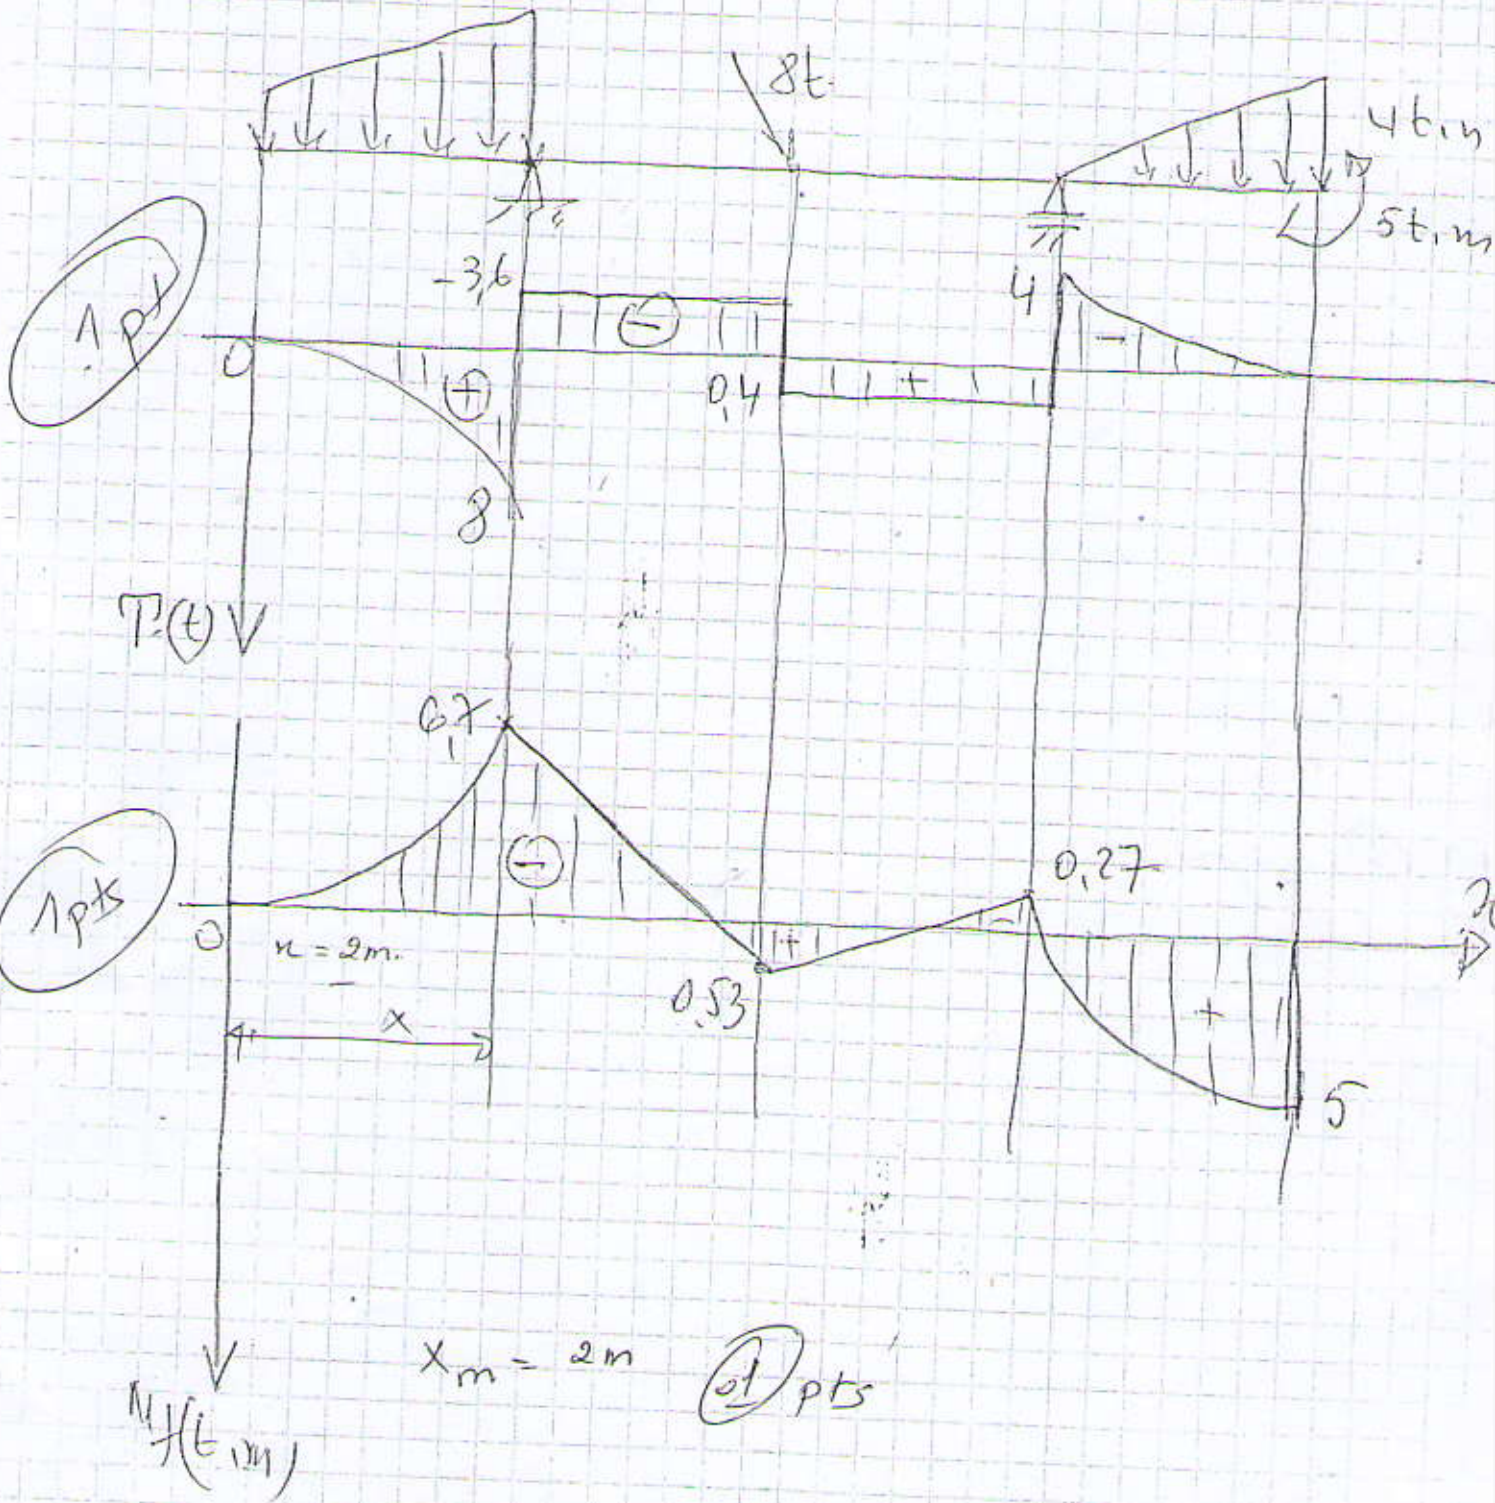 8t
4t.m
5t.m
1pt
-3,6
-
4
-
0
+
0,4
+
8
T(t)
6,7
-
0,27
1pts
0
x = 2m.
+
-
x
0,53
+
5
Xm = 2m
01 pts
Mf(t.m)